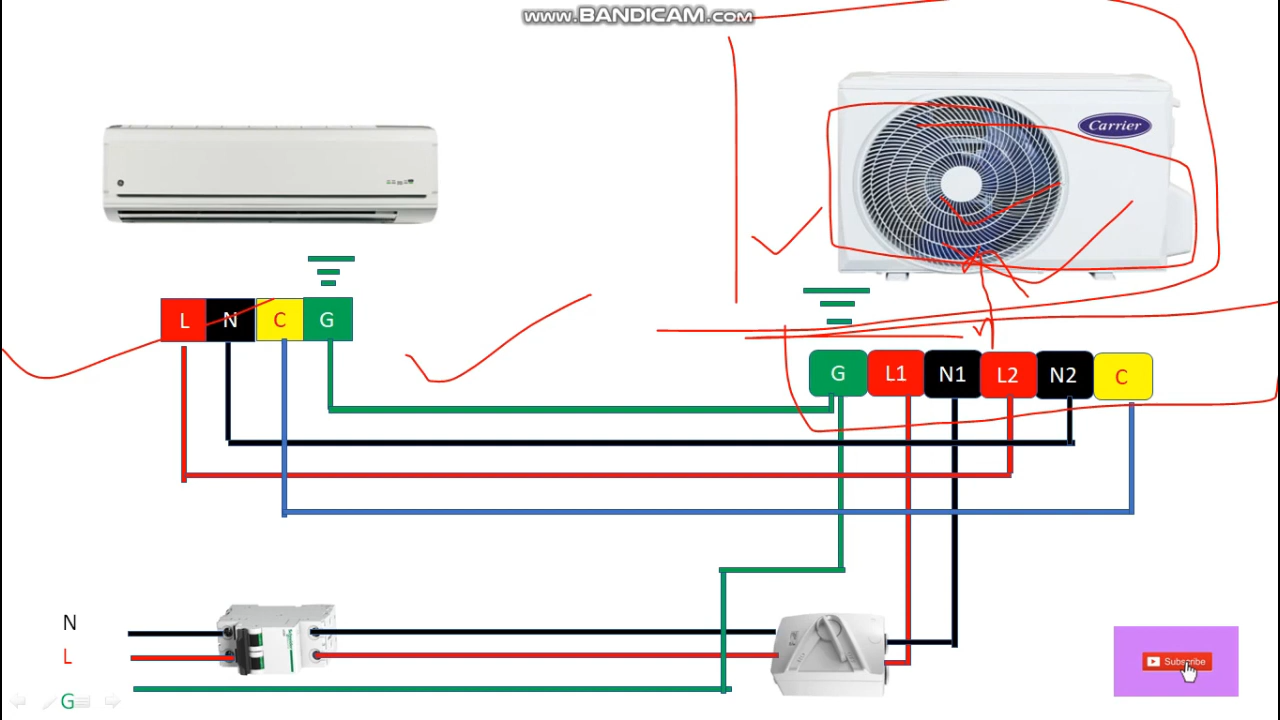 WWW.BANDICAM.COM
Carrier
L N C G
G L1 N1 L2 N2 C
N
L
G
Subscribe